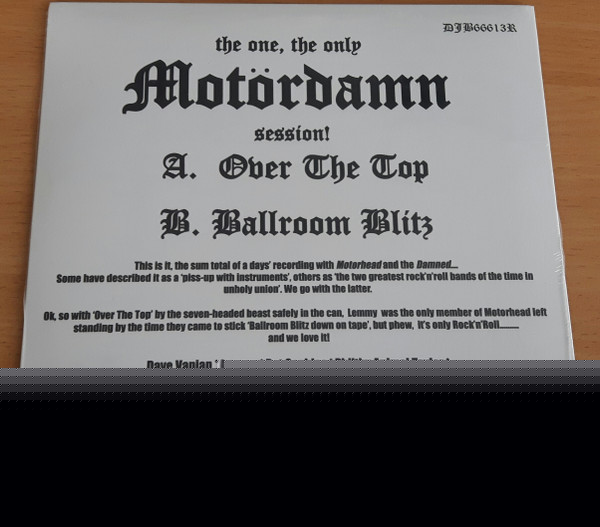 DJB66613R
the one, the only
Motördamn
session!
A. Over The Top
B. Ballroom Blitz
This is it, the sum total of a days' recording with Motorhead and the Damned....
Some have described it as a 'piss-up with instruments', others as 'the two greatest rock'n'roll bands of the time in
unholy union'. We go with the latter.
Ok, so with 'Over The Top' by the seven-headed beast safely in the can, Lemmy was the only member of Motorhead left
standing by the time they came to stick 'Ballroom Blitz down on tape', but phew, it's only Rock'n'Roll.........
and we love it!
Dave Vanian